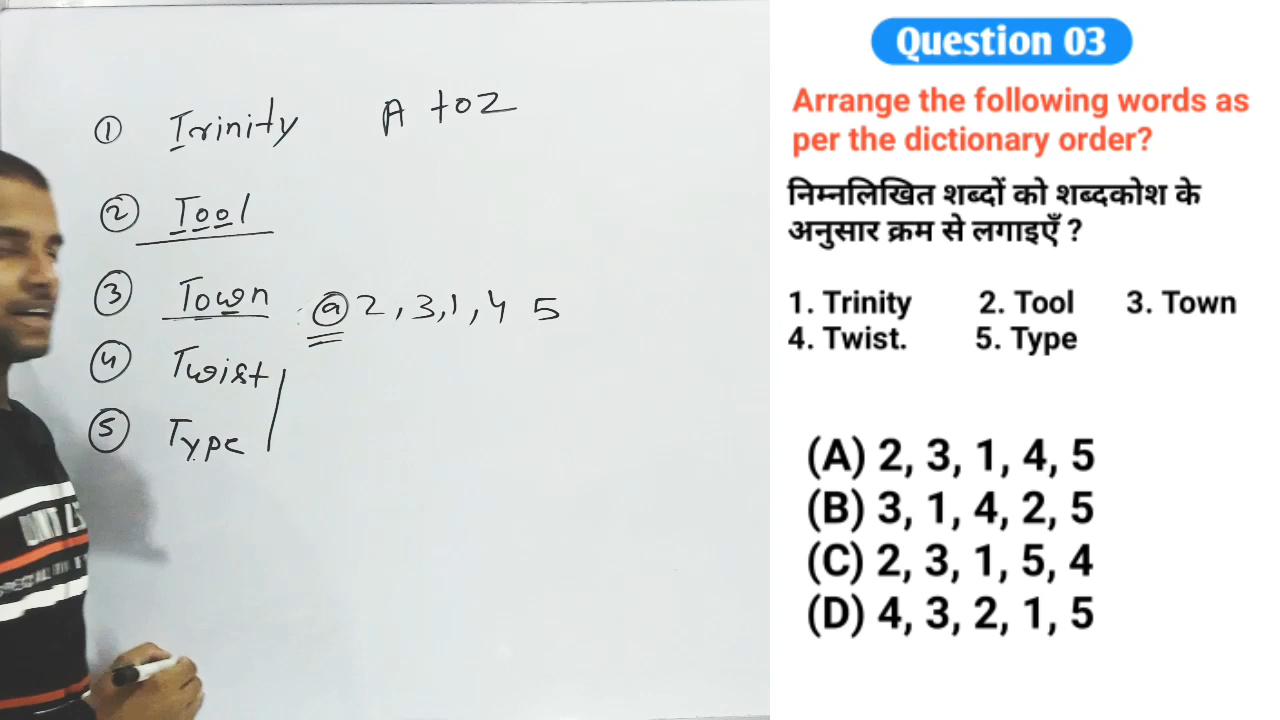 ① Trinity A to Z
② Tool
③ Town @ 2, 3, 1, 4 5
④ Twist
⑤ Type
Question 03
Arrange the following words as
per the dictionary order?
निम्नलिखित शब्दों को शब्दकोश के
अनुसार क्रम से लगाइएँ ?
1. Trinity 2. Tool 3. Town
4. Twist. 5. Type
(A) 2, 3, 1, 4, 5
(B) 3, 1, 4, 2, 5
(C) 2, 3, 1, 5, 4
(D) 4, 3, 2, 1, 5